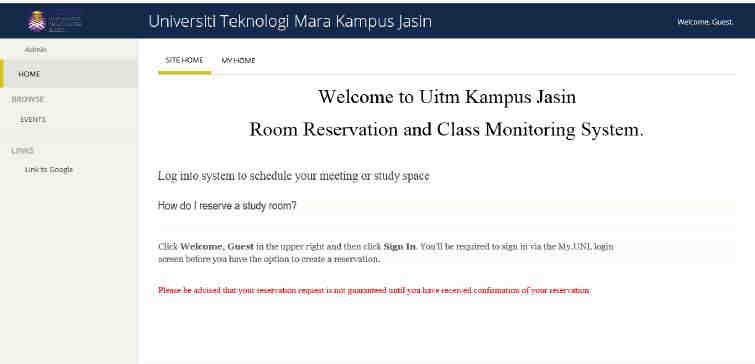 Universiti Teknologi Mara Kampus Jasin
Welcome, Guest.
Admin
HOME
BROWSE
EVENTS
LINKS
Link to Google
SITE HOME
MY HOME
Welcome to Uitm Kampus Jasin
Room Reservation and Class Monitoring System.
Log into system to schedule your meeting or study space
How do I reserve a study room?
Click Welcome, Guest in the upper right and then click Sign In. You'll be required to sign in via the My.UNI. login
screen before you have the option to create a reservation.
Please be advised that your reservation request is not guaranteed until you have received confirmation of your reservation.